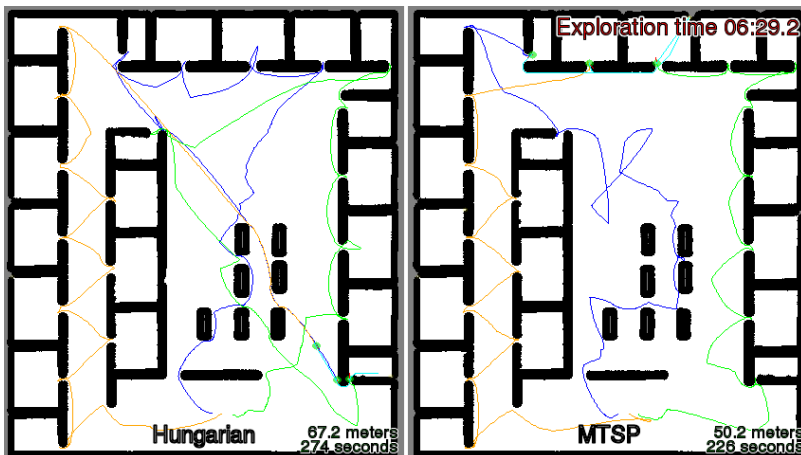 Exploration time 06:29.2
Hungarian
67.2 meters
274 seconds
MTSP
50.2 meters
226 seconds